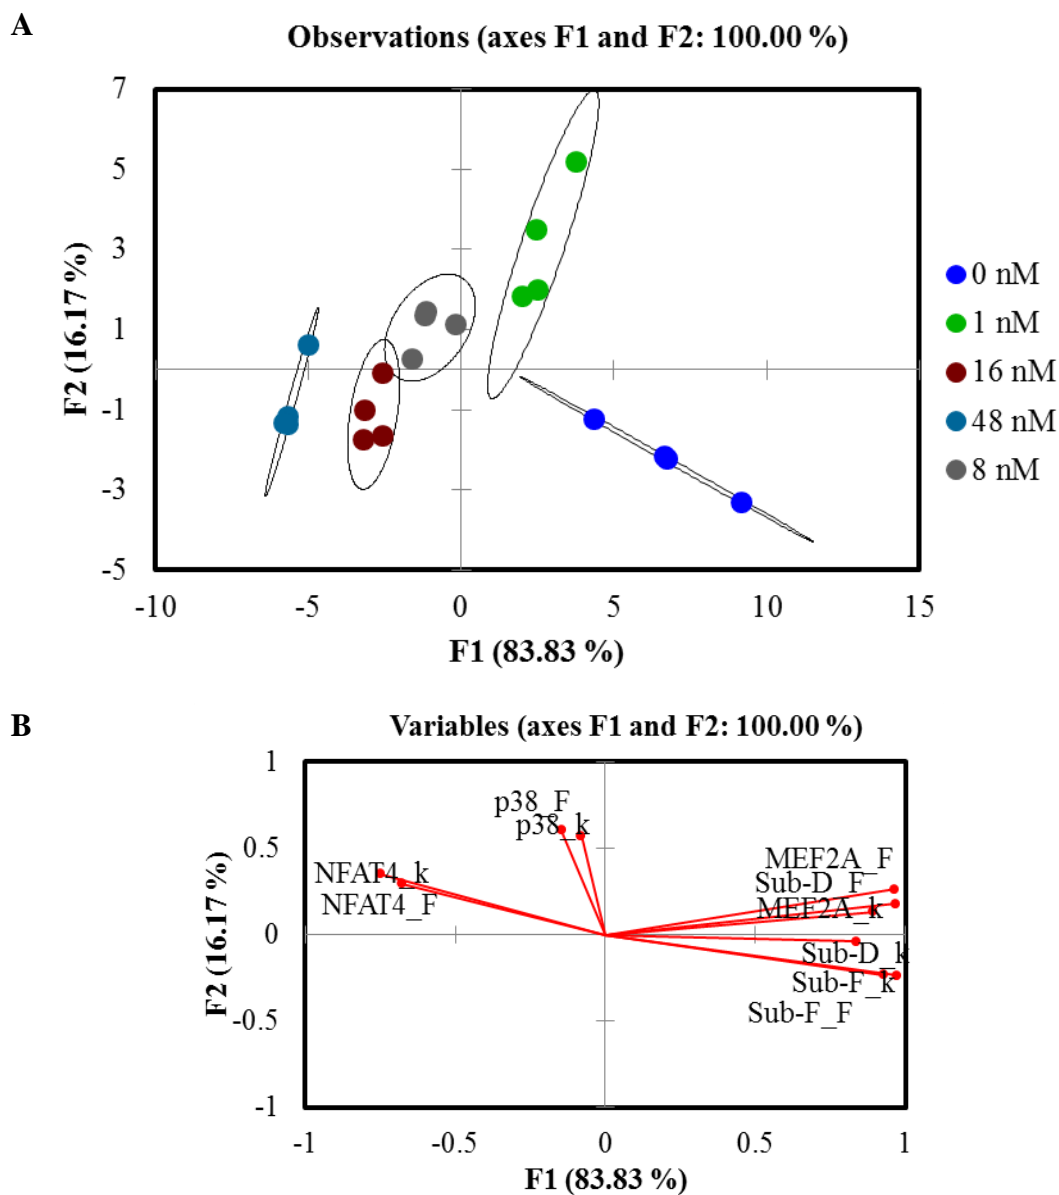 A
Observations (axes F1 and F2: 100.00 %)
7
5
3
1
-1
-3
-5
F2 (16.17 %)
-10 -5 0 5 10 15
F1 (83.83 %)
0 nM
1 nM
16 nM
48 nM
8 nM
B
Variables (axes F1 and F2: 100.00 %)
1
0.5
0
-0.5
-1
F2 (16.17 %)
p38_F
p38_k
NFAT4_k
NFAT4_F
MEF2A_F
Sub-D_F
MEF2A_k
Sub-D_k
Sub-F_k
Sub-F_F
-1 -0.5 0 0.5 1
F1 (83.83 %)